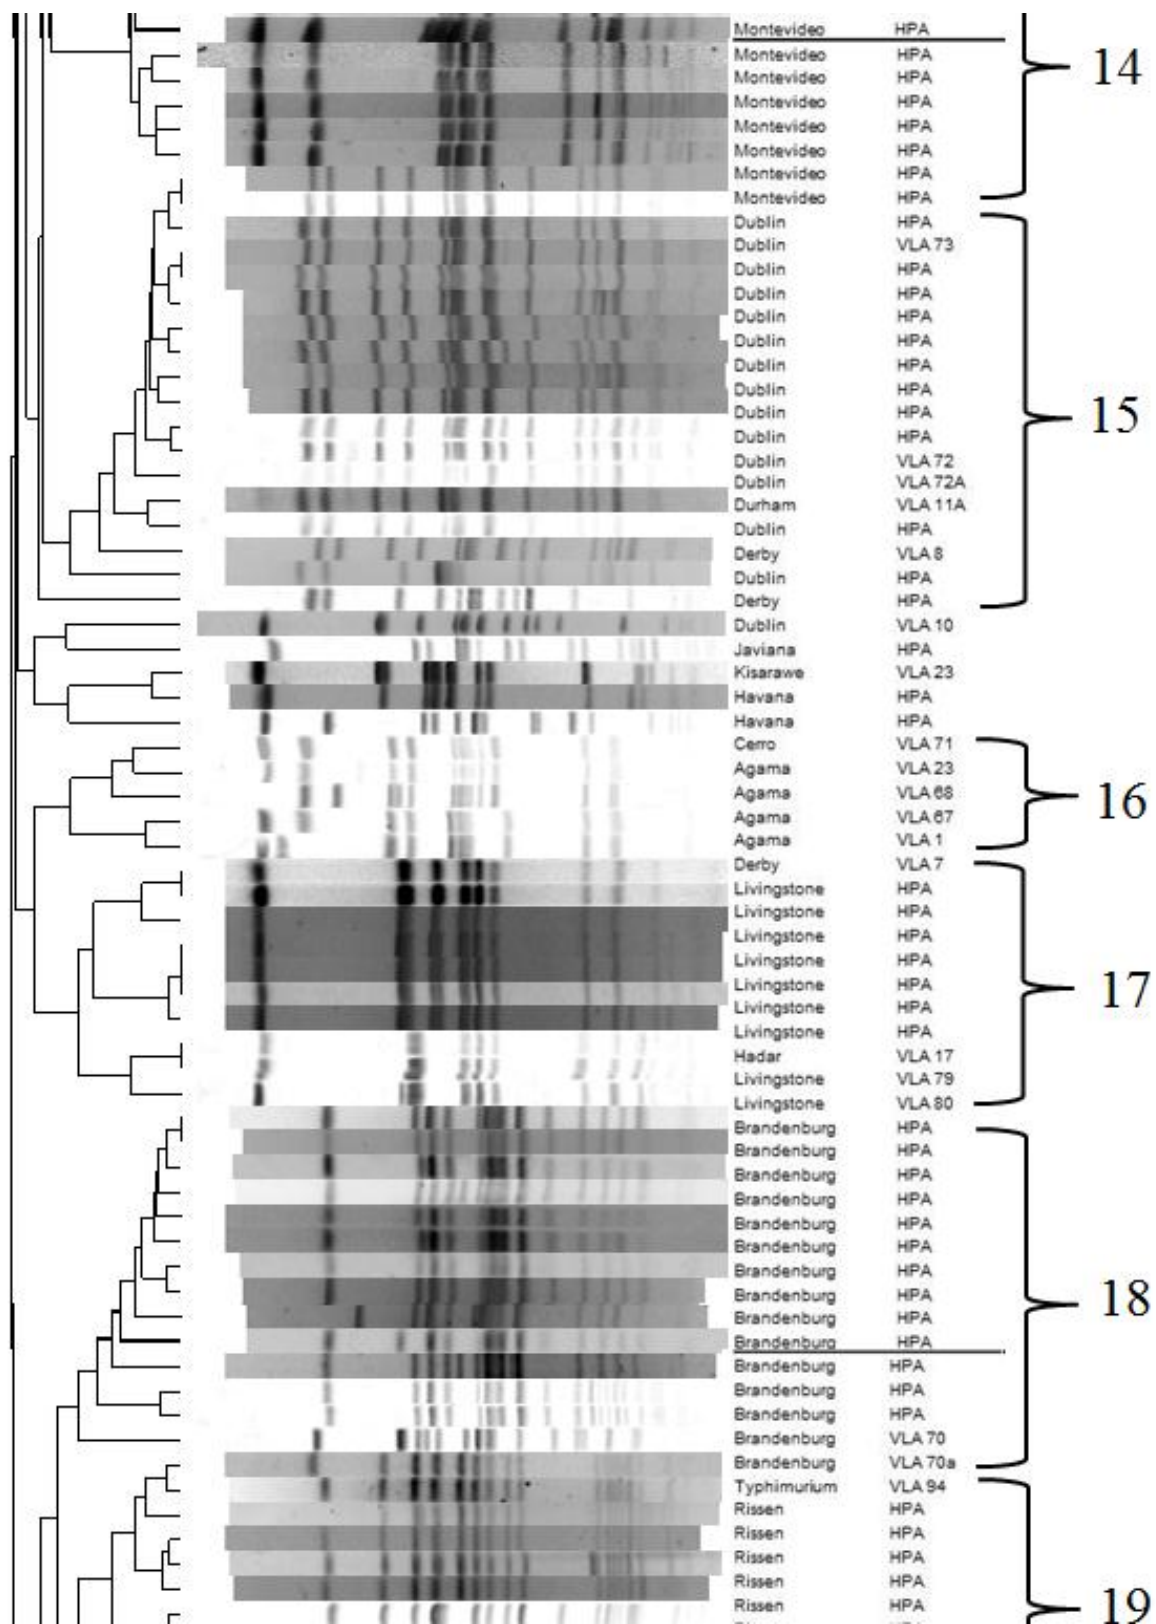 Montevideo HPA
Montevideo HPA
14
Montevideo HPA
Montevideo HPA
Montevideo HPA
Montevideo HPA
Montevideo HPA
Montevideo HPA
Dublin HPA
Dublin VLA 73
Dublin HPA
Dublin HPA
Dublin HPA
Dublin HPA
Dublin HPA
Dublin HPA
Dublin HPA
15
Dublin HPA
Dublin VLA 72
Dublin VLA 72A
Durham VLA 11A
Dublin HPA
Derby VLA 8
Dublin HPA
Derby HPA
Dublin VLA 10
Javiana HPA
Kisarawe VLA 23
Havana HPA
Havana HPA
Cerro VLA 71
Agama VLA 23
Agama VLA 68
16
Agama VLA 67
Agama VLA 1
Derby VLA 7
Livingstone HPA
Livingstone HPA
Livingstone HPA
Livingstone HPA
Livingstone HPA
17
Livingstone HPA
Livingstone HPA
Hadar VLA 17
Livingstone VLA 79
Livingstone VLA 80
Brandenburg HPA
Brandenburg HPA
Brandenburg HPA
Brandenburg HPA
Brandenburg HPA
Brandenburg HPA
Brandenburg HPA
Brandenburg HPA
18
Brandenburg HPA
Brandenburg HPA
Brandenburg HPA
Brandenburg HPA
Brandenburg HPA
Brandenburg VLA 70
Brandenburg VLA 70a
Typhimurium VLA 94
Rissen HPA
Rissen HPA
Rissen HPA
Rissen HPA
Rissen HPA
19